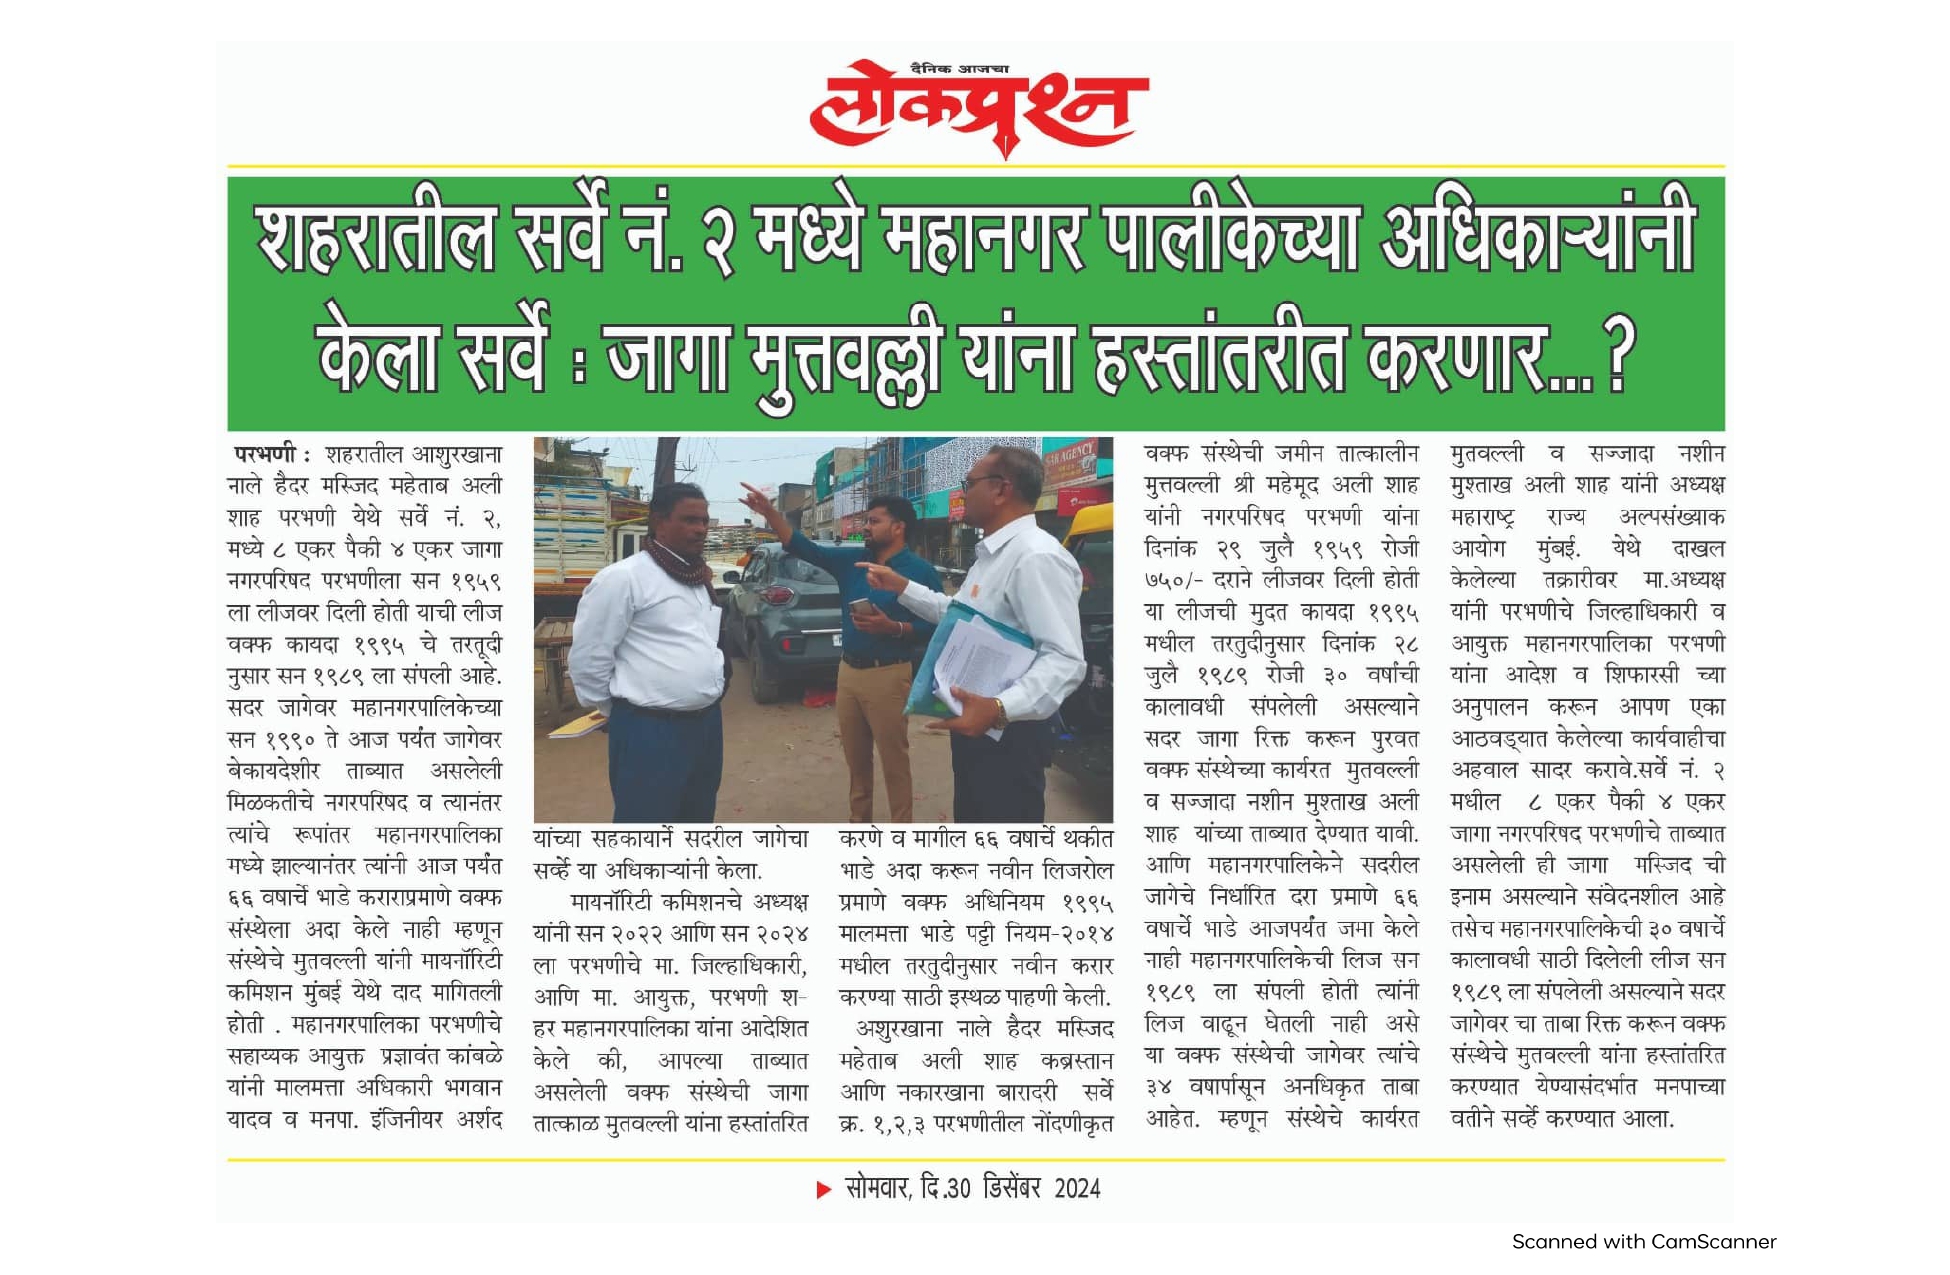 दैनिक आजचा
लोकप्रश्न
शहरातील सर्वे नं. २ मध्ये महानगर पालीकेच्या अधिकाऱ्यांनी
केला सर्वे : जागा मुत्तवल्ली यांना हस्तांतरीत करणार...?
परभणी : शहरातील आशुरखाना
नाले हैदर मस्जिद महेताब अली
शाह परभणी येथे सर्वे नं. २,
मध्ये ८ एकर पैकी ४ एकर जागा
नगरपरिषद परभणीला सन १९५९
ला लीजवर दिली होती याची लीज
वक्फ कायदा १९९५ चे तरतूदी
नुसार सन १९८९ ला संपली आहे.
सदर जागेवर महानगरपालिकेच्या
सन १९९० ते आज पर्यंत जागेवर
बेकायदेशीर ताब्यात असलेली
मिळकतीचे नगरपरिषद व त्यानंतर
त्यांचे रूपांतर महानगरपालिका
मध्ये झाल्यानंतर त्यांनी आज पर्यंत
६६ वषार्चे भाडे कराराप्रमाणे वक्फ
संस्थेला अदा केले नाही म्हणून
संस्थेचे मुतवल्ली यांनी मायनॉरिटी
कमिशन मुंबई येथे दाद मागितली
होती . महानगरपालिका परभणीचे
सहाय्यक आयुक्त प्रज्ञावंत कांबळे
यांनी मालमत्ता अधिकारी भगवान
यादव व मनपा. इंजिनीयर अर्शद
यांच्या सहकायार्ने सदरील जागेचा
सर्व्हे या अधिकाऱ्यांनी केला.
मायनॉरिटी कमिशनचे अध्यक्ष
यांनी सन २०२२ आणि सन २०२४
ला परभणीचे मा. जिल्हाधिकारी,
आणि मा. आयुक्त, परभणी श-
हर महानगरपालिका यांना आदेशित
केले की, आपल्या ताब्यात
असलेली वक्फ संस्थेची जागा
तात्काळ मुतवल्ली यांना हस्तांतरित
करणे व मागील ६६ वषार्चे थकीत
भाडे अदा करून नवीन लिजरोल
प्रमाणे वक्फ अधिनियम १९९५
मालमत्ता भाडे पट्टी नियम-२०१४
मधील तरतुदीनुसार नवीन करार
करण्या साठी इस्थळ पाहणी केली.
अशुरखाना नाले हैदर मस्जिद
महेताब अली शाह कब्रस्तान
आणि नकारखाना बारादरी सर्वे
क्र. १,२,३ परभणीतील नोंदणीकृत
वक्फ संस्थेची जमीन तात्कालीन
मुत्तवल्ली श्री महेमूद अली शाह
यांनी नगरपरिषद परभणी यांना
दिनांक २९ जुलै १९५९ रोजी
७५०/- दराने लीजवर दिली होती
या लीजची मुदत कायदा १९९५
मधील तरतुदीनुसार दिनांक २८
जुलै १९८९ रोजी ३० वर्षांची
कालावधी संपलेली असल्याने
सदर जागा रिक्त करून पुरवत
वक्फ संस्थेच्या कार्यरत मुतवल्ली
व सज्जादा नशीन मुश्ताख अली
शाह यांच्या ताब्यात देण्यात यावी.
आणि महानगरपालिकेने सदरील
जागेचे निर्धारित दरा प्रमाणे ६६
वषार्चे भाडे आजपर्यंत जमा केले
नाही महानगरपालिकेची लिज सन
१९८९ ला संपली होती त्यांनी
लिज वाढून घेतली नाही असे
या वक्फ संस्थेची जागेवर त्यांचे
३४ वषार्पासून अनधिकृत ताबा
आहेत. म्हणून संस्थेचे कार्यरत
मुतवल्ली व सज्जादा नशीन
मुश्ताख अली शाह यांनी अध्यक्ष
महाराष्ट्र राज्य अल्पसंख्याक
आयोग मुंबई. येथे दाखल
केलेल्या तक्रारीवर मा.अध्यक्ष
यांनी परभणीचे जिल्हाधिकारी व
आयुक्त महानगरपालिका परभणी
यांना आदेश व शिफारसी च्या
अनुपालन करून आपण एका
आठवड्यात केलेल्या कार्यवाहीचा
अहवाल सादर करावे.सर्वे नं. २
मधील ८ एकर पैकी ४ एकर
जागा नगरपरिषद परभणीचे ताब्यात
असलेली ही जागा मस्जिद ची
इनाम असल्याने संवेदनशील आहे
तसेच महानगरपालिकेची ३० वषार्चे
कालावधी साठी दिलेली लीज सन
१९८९ ला संपलेली असल्याने सदर
जागेवर चा ताबा रिक्त करून वक्फ
संस्थेचे मुतवल्ली यांना हस्तांतरित
करण्यात येण्यासंदर्भात मनपाच्या
वतीने सर्व्हे करण्यात आला.
सोमवार, दि.30 डिसेंबर 2024
Scanned with CamScanner